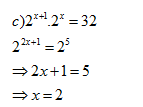 c)2ˣ⁺¹.2ˣ = 32
2²ˣ⁺¹ = 2⁵
⇒ 2x+1 = 5
⇒ x = 2